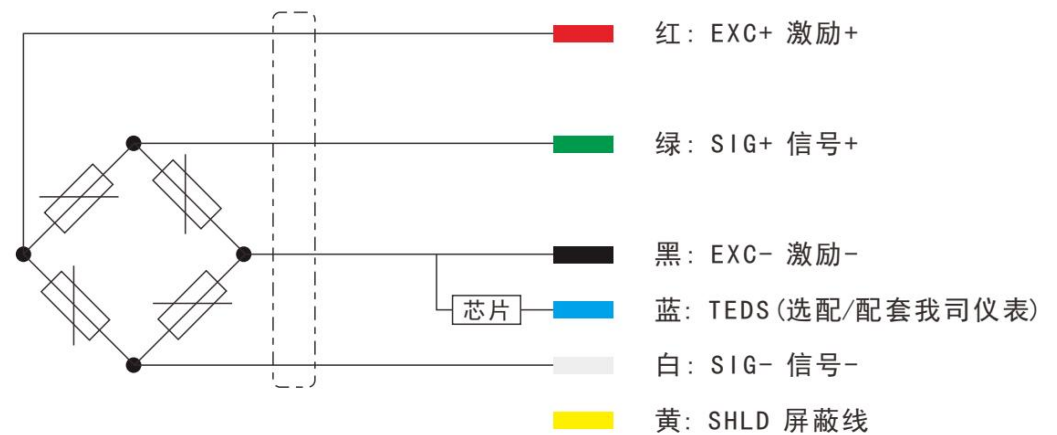 红: EXC+ 激励+
绿: SIG+ 信号+
黑: EXC- 激励-
芯片
蓝: TEDS(选配/配套我司仪表)
白: SIG- 信号-
黄: SHLD 屏蔽线